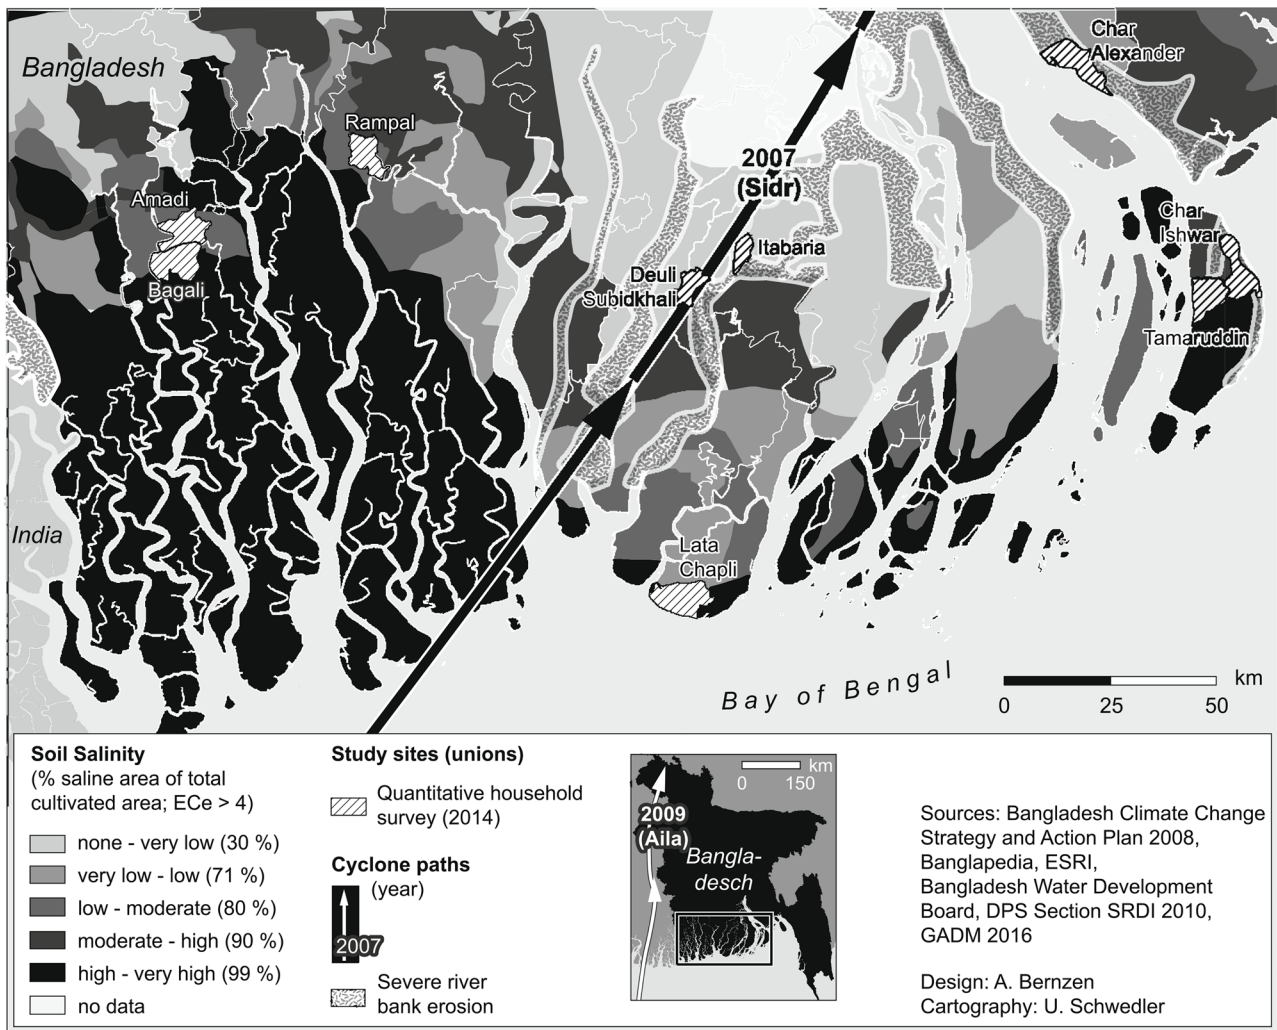 Bangladesh
Char
Alexander
Rampal
2007
(Sidr)
Amadi
Char
Ishwar
Itabaria
Deuli
Subidkhali
Bagali
Tamaruddin
India
Lata
Chapli
Bay of Bengal
km
0 25 50
Soil Salinity
(% saline area of total
cultivated area; ECe > 4)
none - very low (30 %)
very low - low (71 %)
low - moderate (80 %)
moderate - high (90 %)
high - very high (99 %)
no data
Study sites (unions)
Quantitative household
survey (2014)
Cyclone paths
(year)
2007
Severe river
bank erosion
km
0 150
2009
(Aila)
Bangla-
desch
Sources: Bangladesh Climate Change
Strategy and Action Plan 2008,
Banglapedia, ESRI,
Bangladesh Water Development
Board, DPS Section SRDI 2010,
GADM 2016
Design: A. Bernzen
Cartography: U. Schwedler